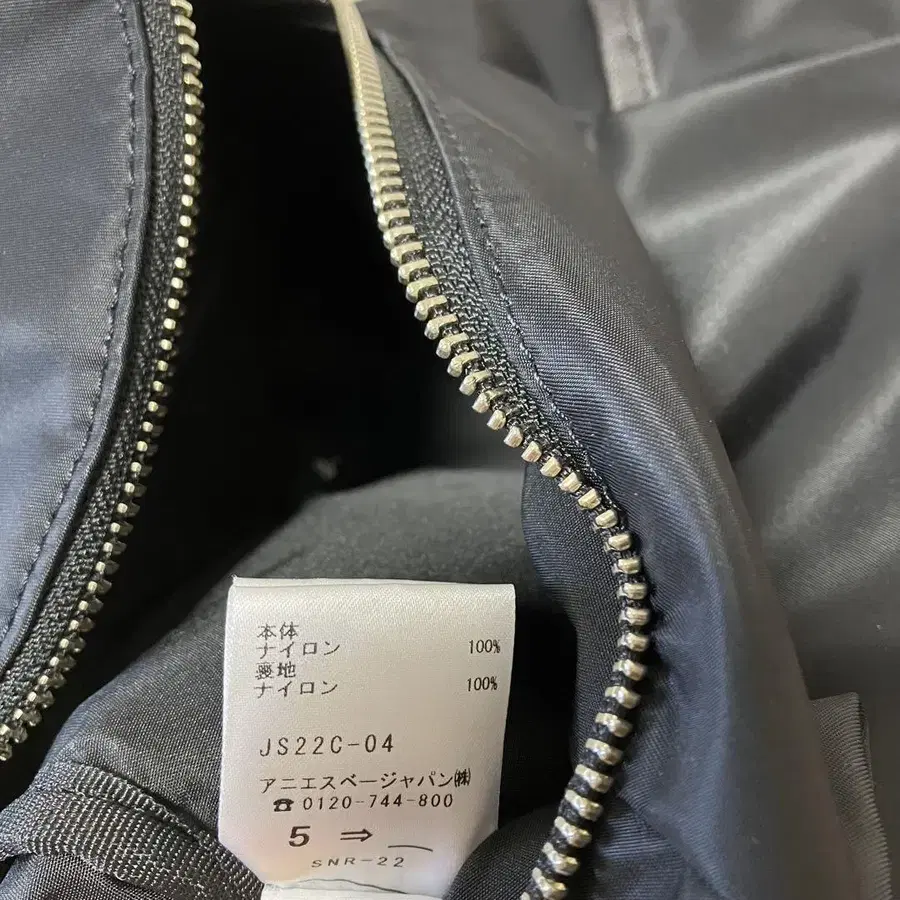 本体
ナイロン 100%
裏地
ナイロン 100%
JS22C-04
アニエスベージャパン㈱
☎ 0120-744-800
5 ⇒
SNR-22